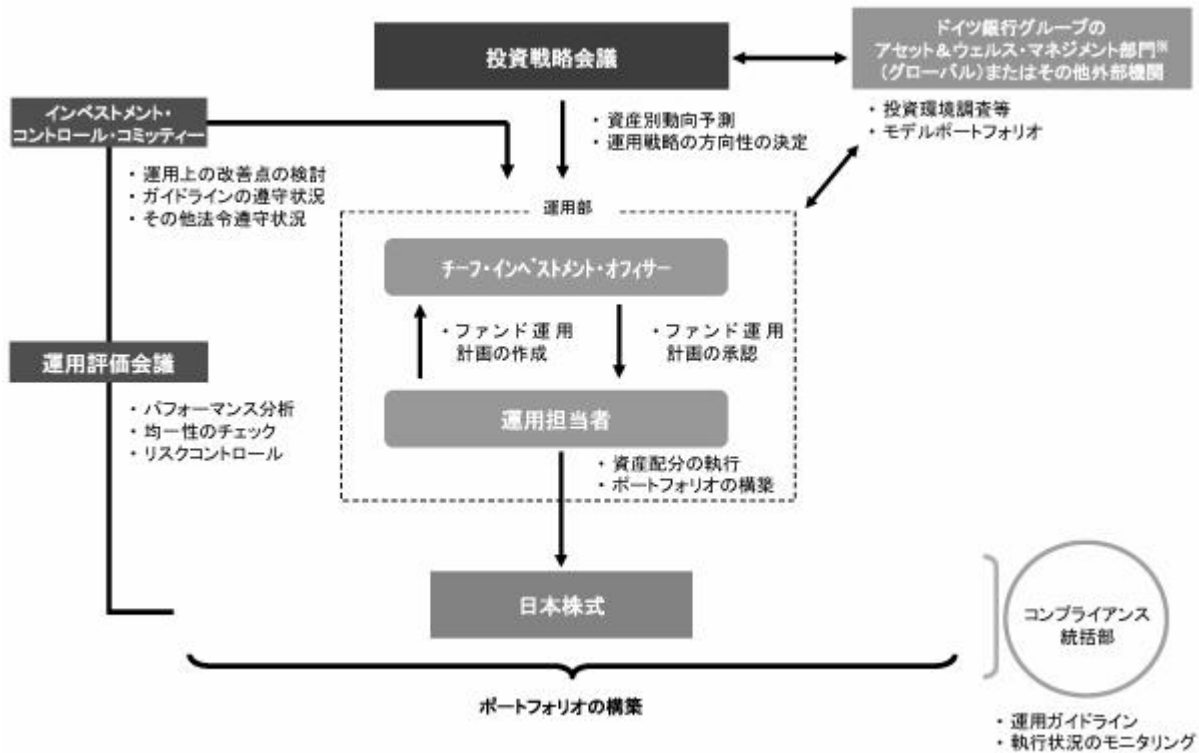 投資戦略会議
ドイツ銀行グループの
アセット&ウェルス・マネジメント部門※
(グローバル)またはその他外部機関
・投資環境調査等
・モデルポートフォリオ
インベストメント・
コントロール・コミッティー
・資産別動向予測
・運用戦略の方向性の決定
・運用上の改善点の検討
・ガイドラインの遵守状況
・その他法令遵守状況
運用部
チーフ・インベストメント・オフィサー
・ファンド運用
計画の作成
・ファンド運用
計画の承認
運用評価会議
・パフォーマンス分析
・均一性のチェック
・リスクコントロール
運用担当者
・資産配分の執行
・ポートフォリオの構築
日本株式
コンプライアンス
統括部
ポートフォリオの構築
・運用ガイドライン
・執行状況のモニタリング